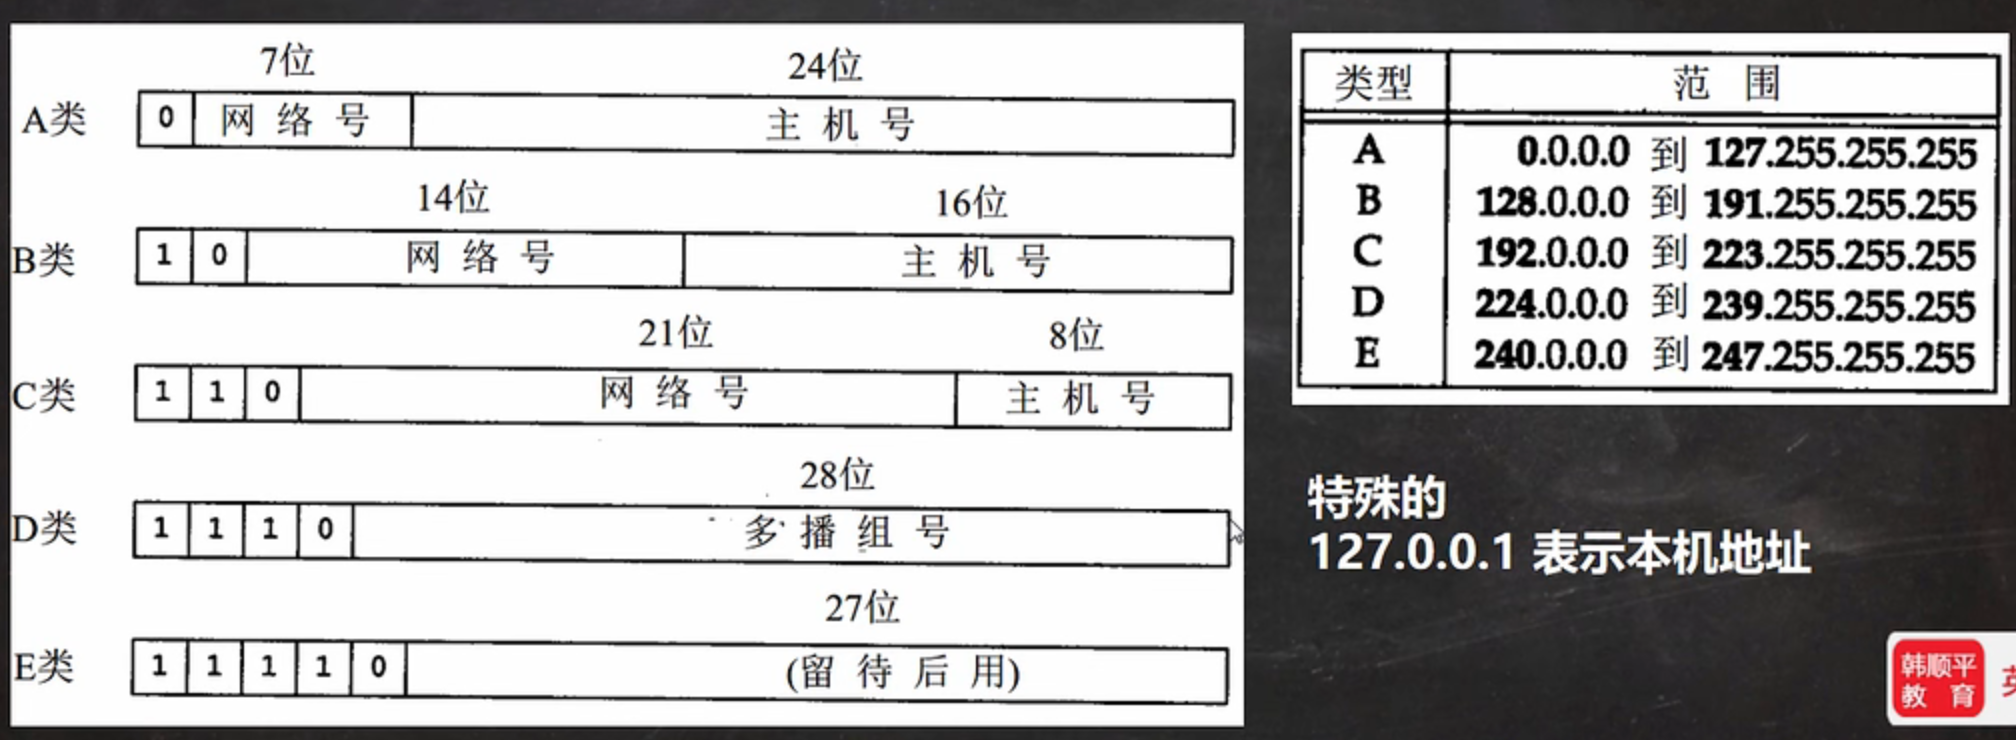 7位 24位
A类 0 网络号 主机号
14位 16位
B类 1 0 网络号 主机号
21位 8位
C类 1 1 0 网络号 主机号
28位
D类 1 1 1 0 多播组号
27位
E类 1 1 1 1 0 (留待后用)
类型 范围
A 0.0.0.0 到 127.255.255.255
B 128.0.0.0 到 191.255.255.255
C 192.0.0.0 到 223.255.255.255
D 224.0.0.0 到 239.255.255.255
E 240.0.0.0 到 247.255.255.255
特殊的
127.0.0.1 表示本机地址
韩顺平
教育
英